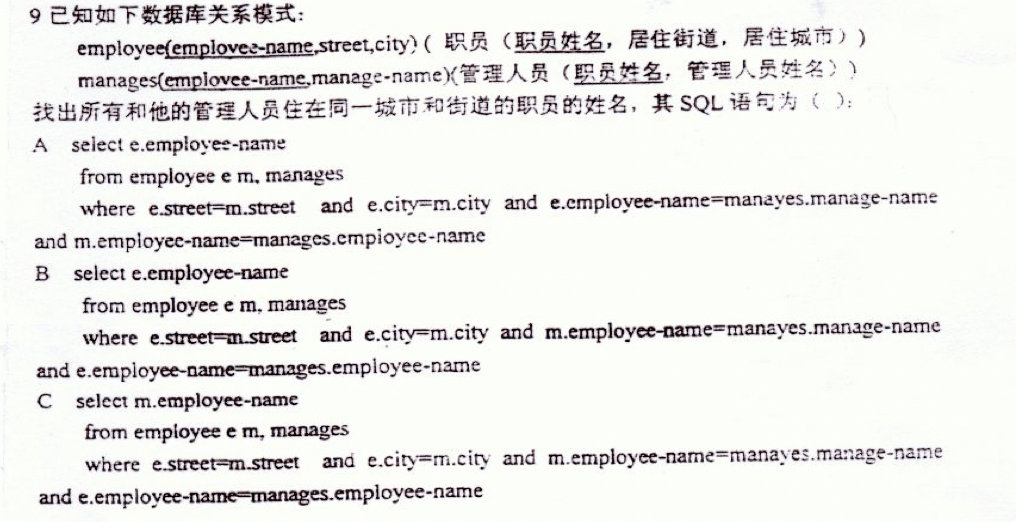 9 已知如下数据库关系模式：
employee(employee-name,street,city)( 职员（职员姓名，居住街道，居住城市）)
manages(employee-name,manage-name)(管理人员（职员姓名，管理人员姓名）)
找出所有和他的管理人员住在同一城市和街道的职员的姓名，其 SQL 语句为（ ）；
A select e.employee-name
from employee e m, manages
where e.street=m.street and e.city=m.city and e.employee-name=manayes.manage-name
and m.employee-name=manages.employee-name
B select e.employee-name
from employee e m, manages
where e.street=m.street and e.city=m.city and m.employee-name=manayes.manage-name
and e.employee-name=manages.employee-name
C select m.employee-name
from employee e m, manages
where e.street=m.street and e.city=m.city and m.employee-name=manayes.manage-name
and e.employee-name=manages.employee-name